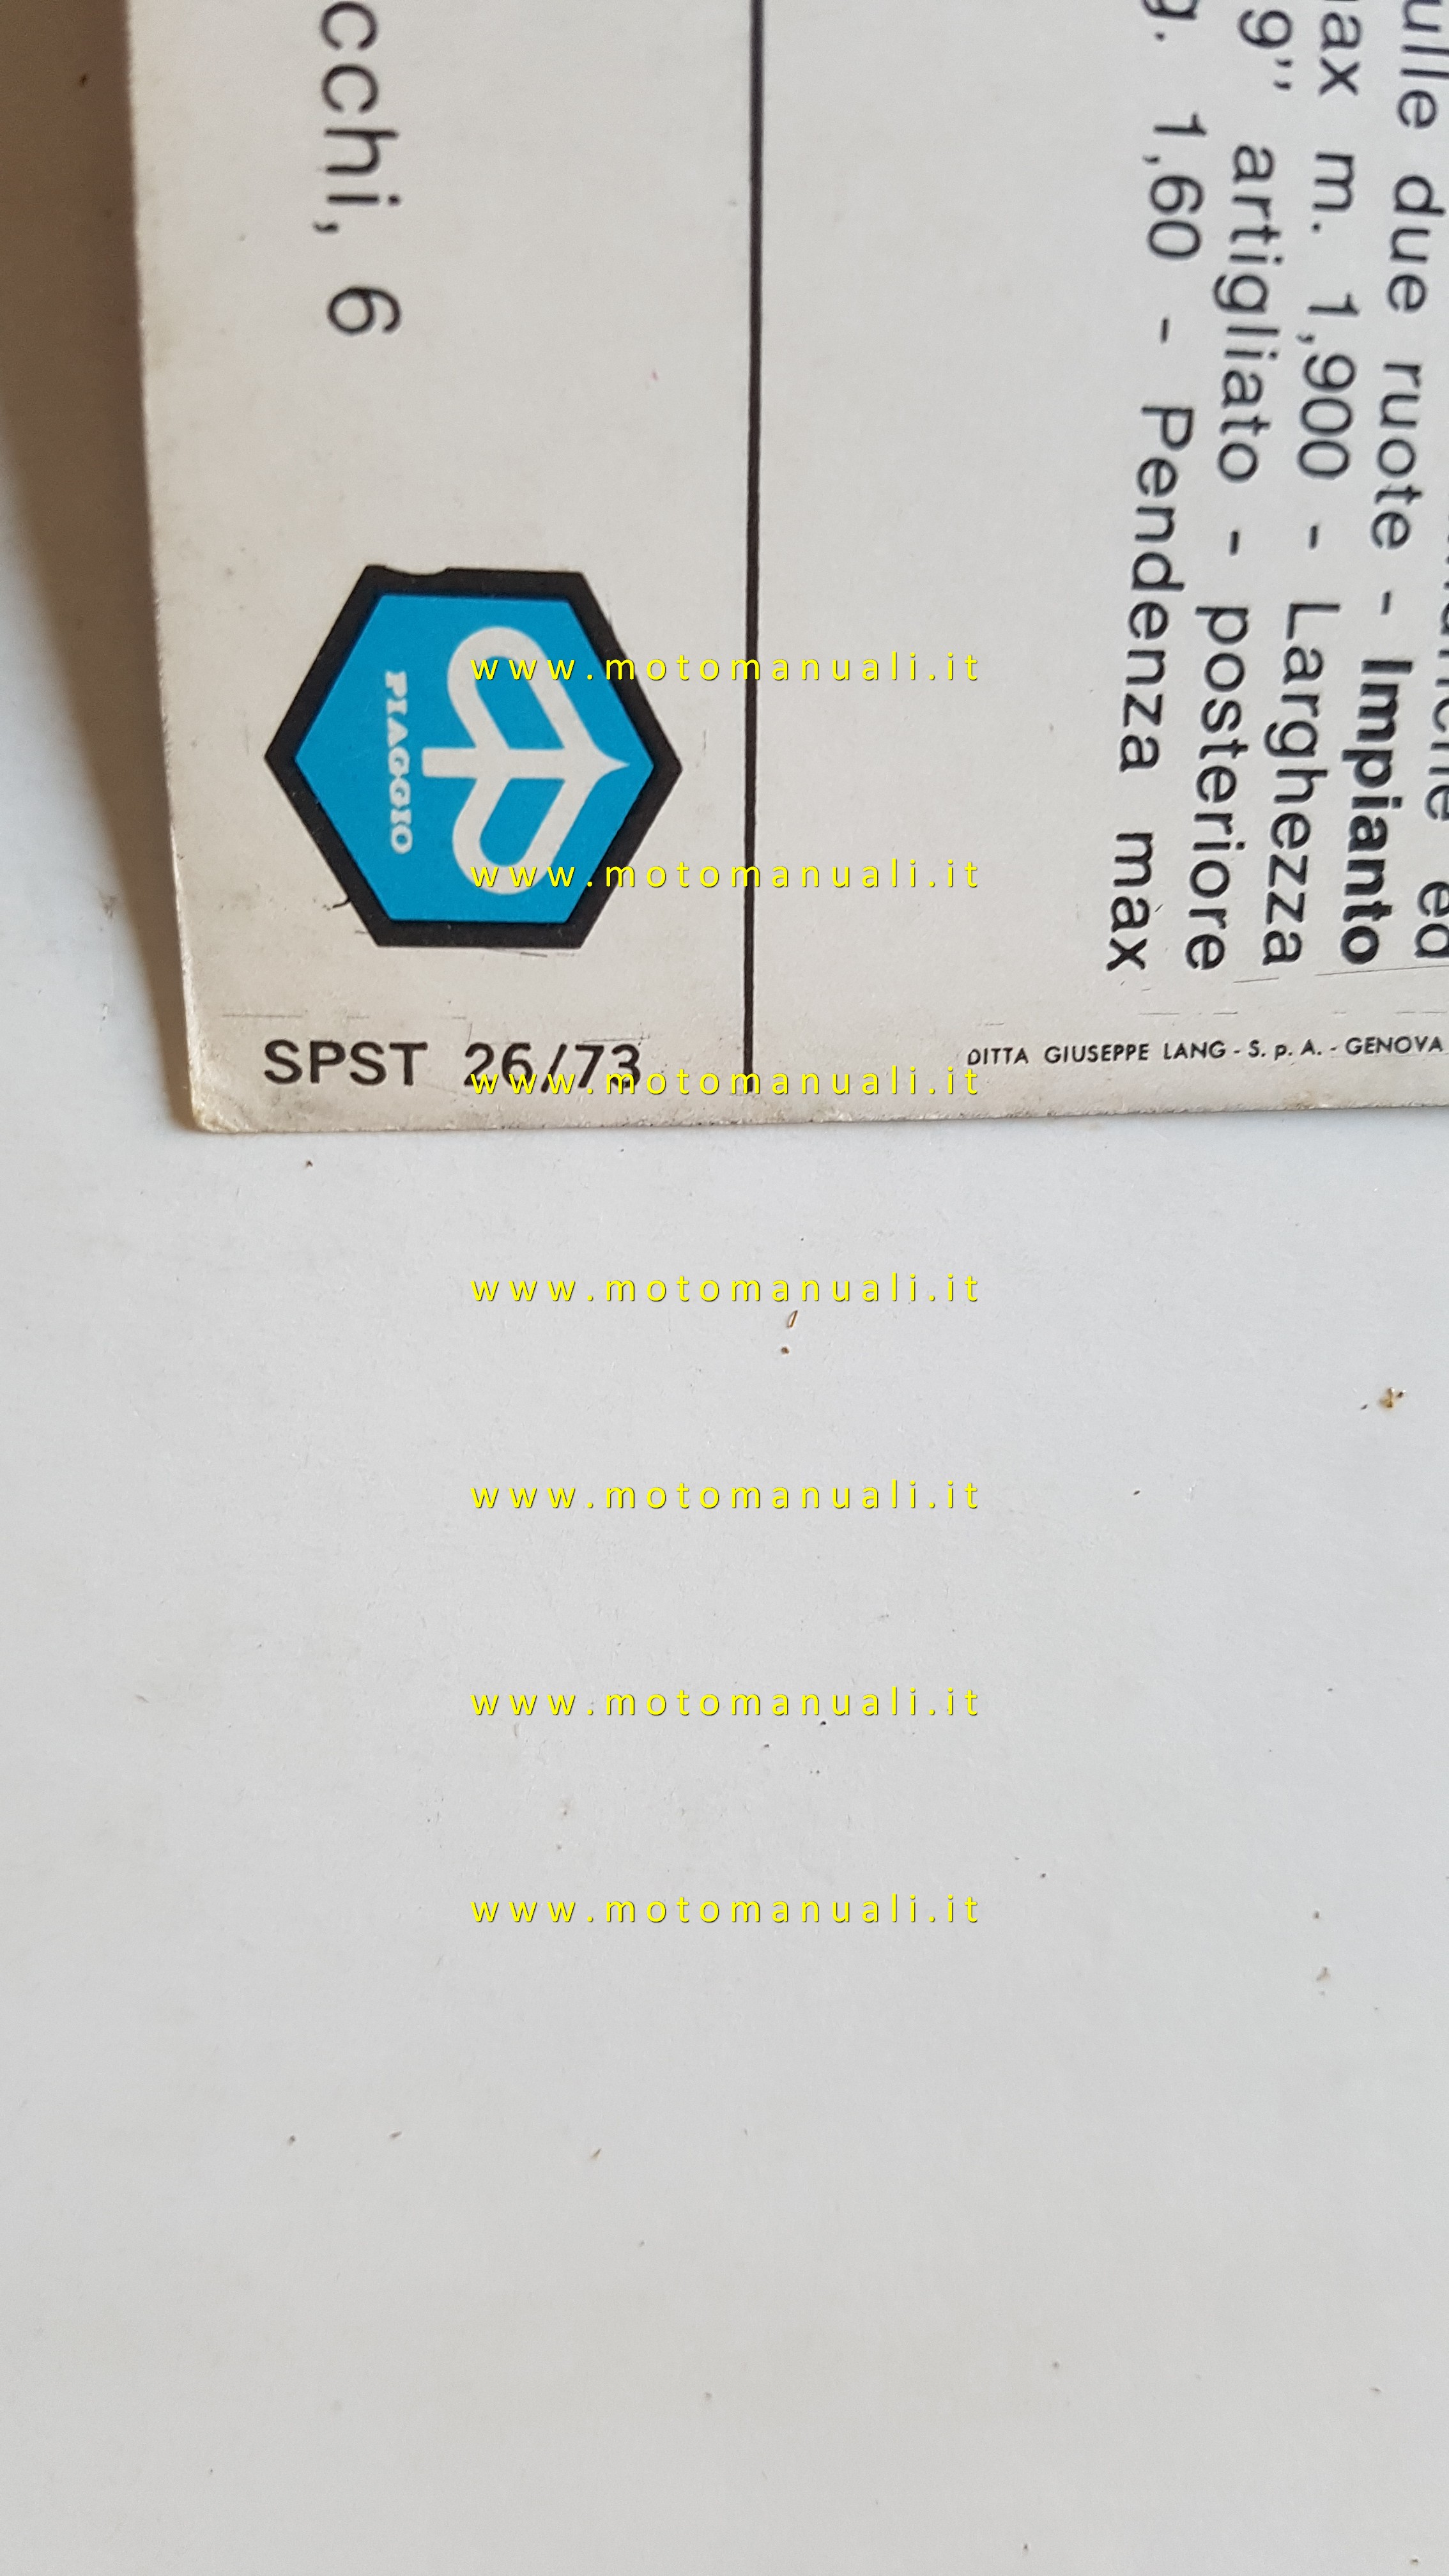 ulle due ruote - Impianto
max m. 1,900 - Larghezza
9" artigliato - posteriore
g. 1,60 - Pendenza max
cchi, 6
PIAGGIO
SPST 26/73
DITTA GIUSEPPE LANG - S. p. A. - GENOVA
www.motomanuali.it
www.motomanuali.it
www.motomanuali.it
www.motomanuali.it
www.motomanuali.it
www.motomanuali.it
www.motomanuali.it